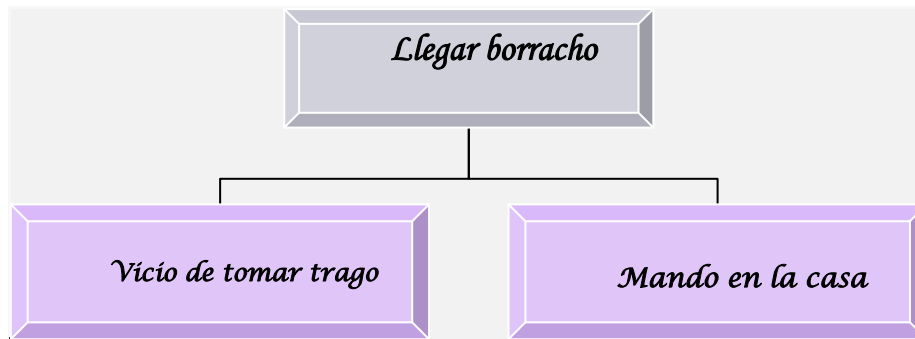 Llegar borracho
Vicio de tomar trago
Mando en la casa